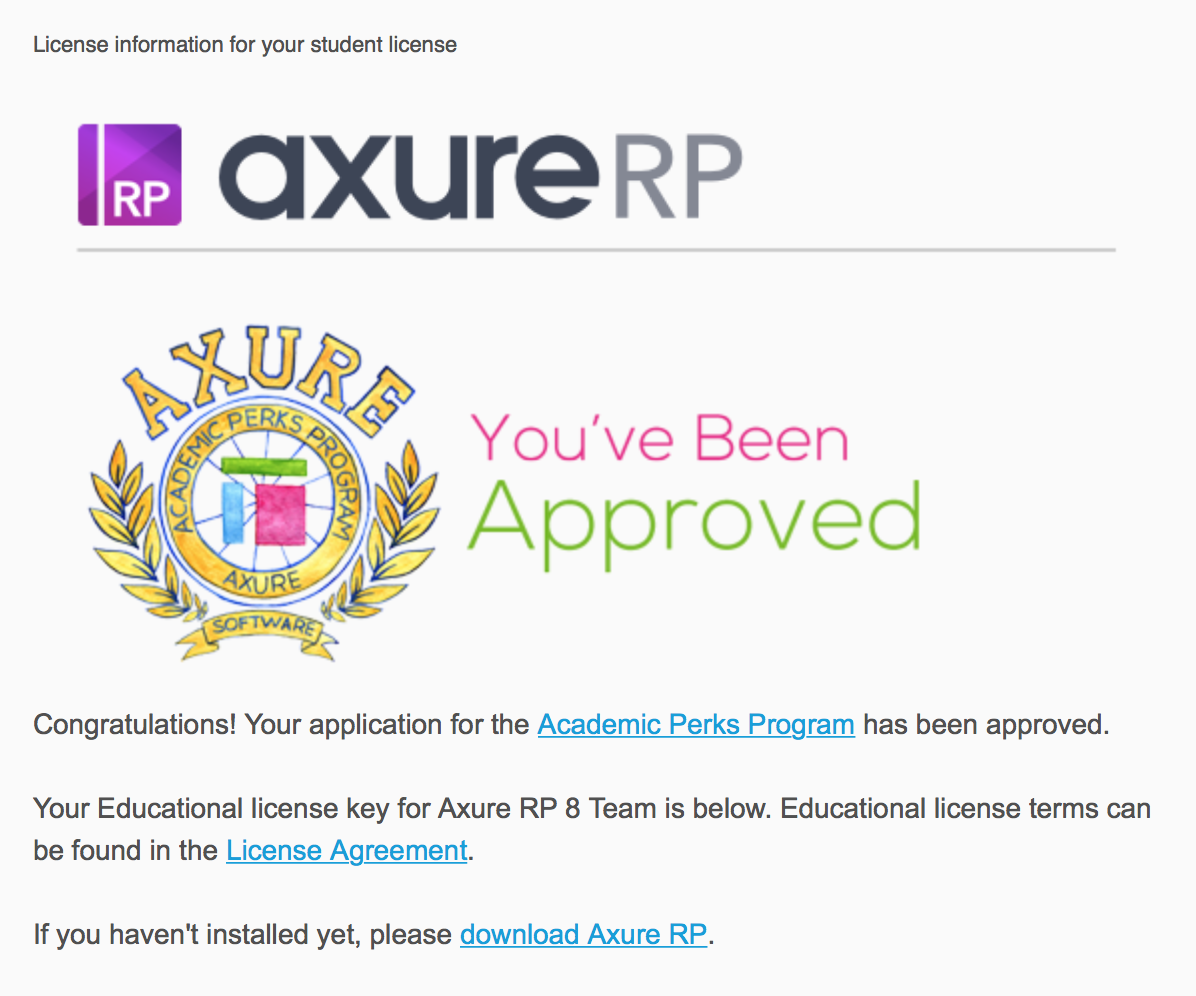 License information for your student license
RP axure RP
AXURE
ACADEMIC PERKS PROGRAM
AXURE
SOFTWARE
You've Been
Approved
Congratulations! Your application for the Academic Perks Program has been approved.
Your Educational license key for Axure RP 8 Team is below. Educational license terms can
be found in the License Agreement.
If you haven't installed yet, please download Axure RP.